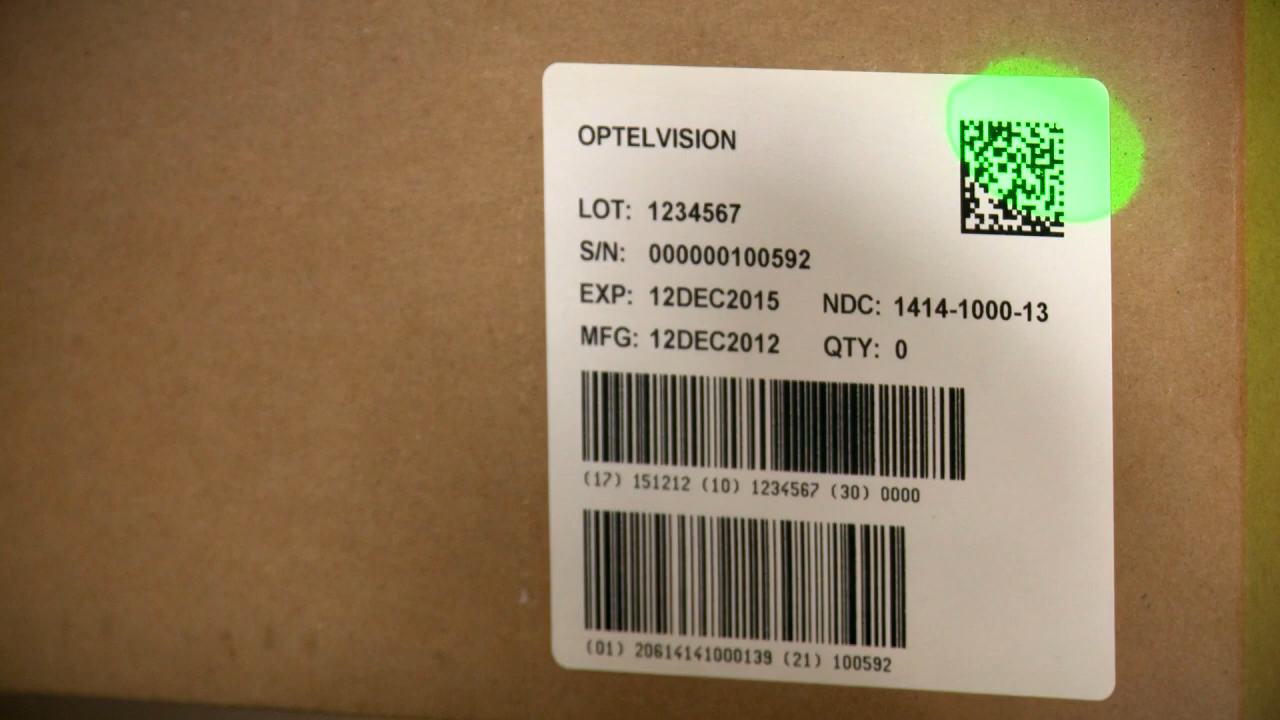 OPTELVISION
LOT: 1234567
S/N: 000000100592
EXP: 12DEC2015 NDC: 1414-1000-13
MFG: 12DEC2012 QTY: 0
(17) 151212 (10) 1234567 (30) 0000
(01) 20614141000139 (21) 100592